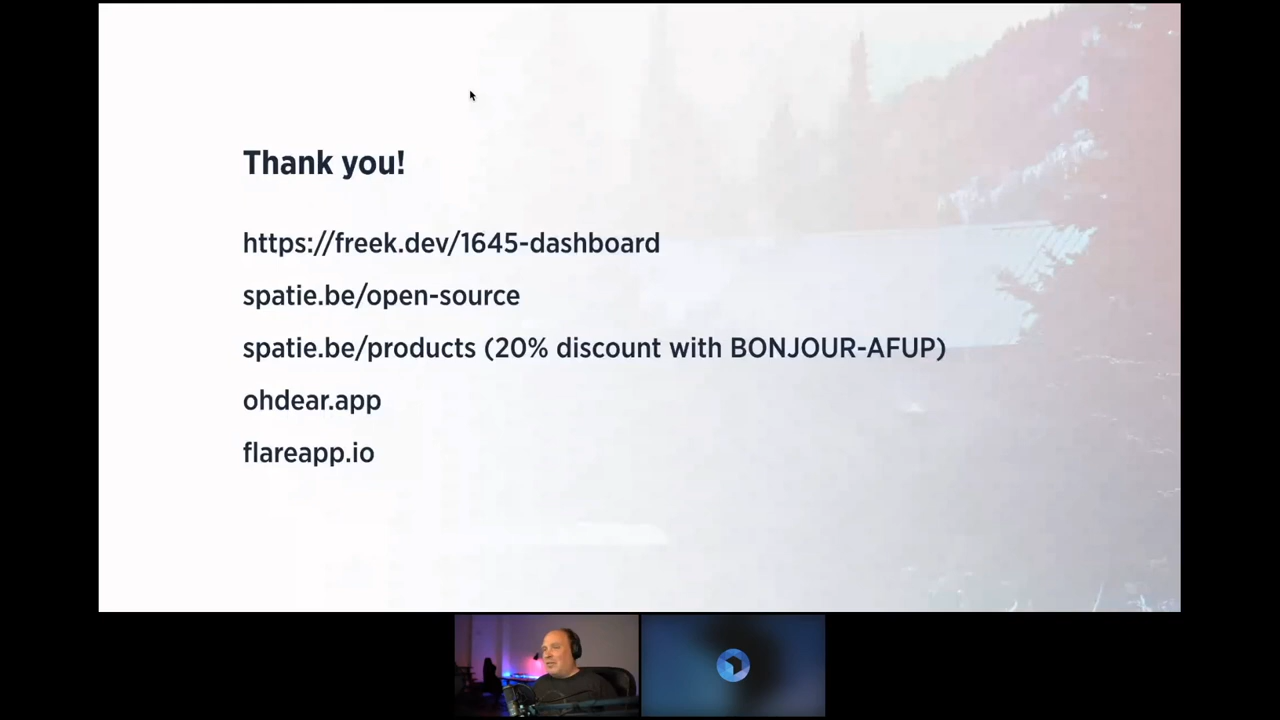 Thank you!
https://freek.dev/1645-dashboard
spatie.be/open-source
spatie.be/products (20% discount with BONJOUR-AFUP)
ohdear.app
flareapp.io